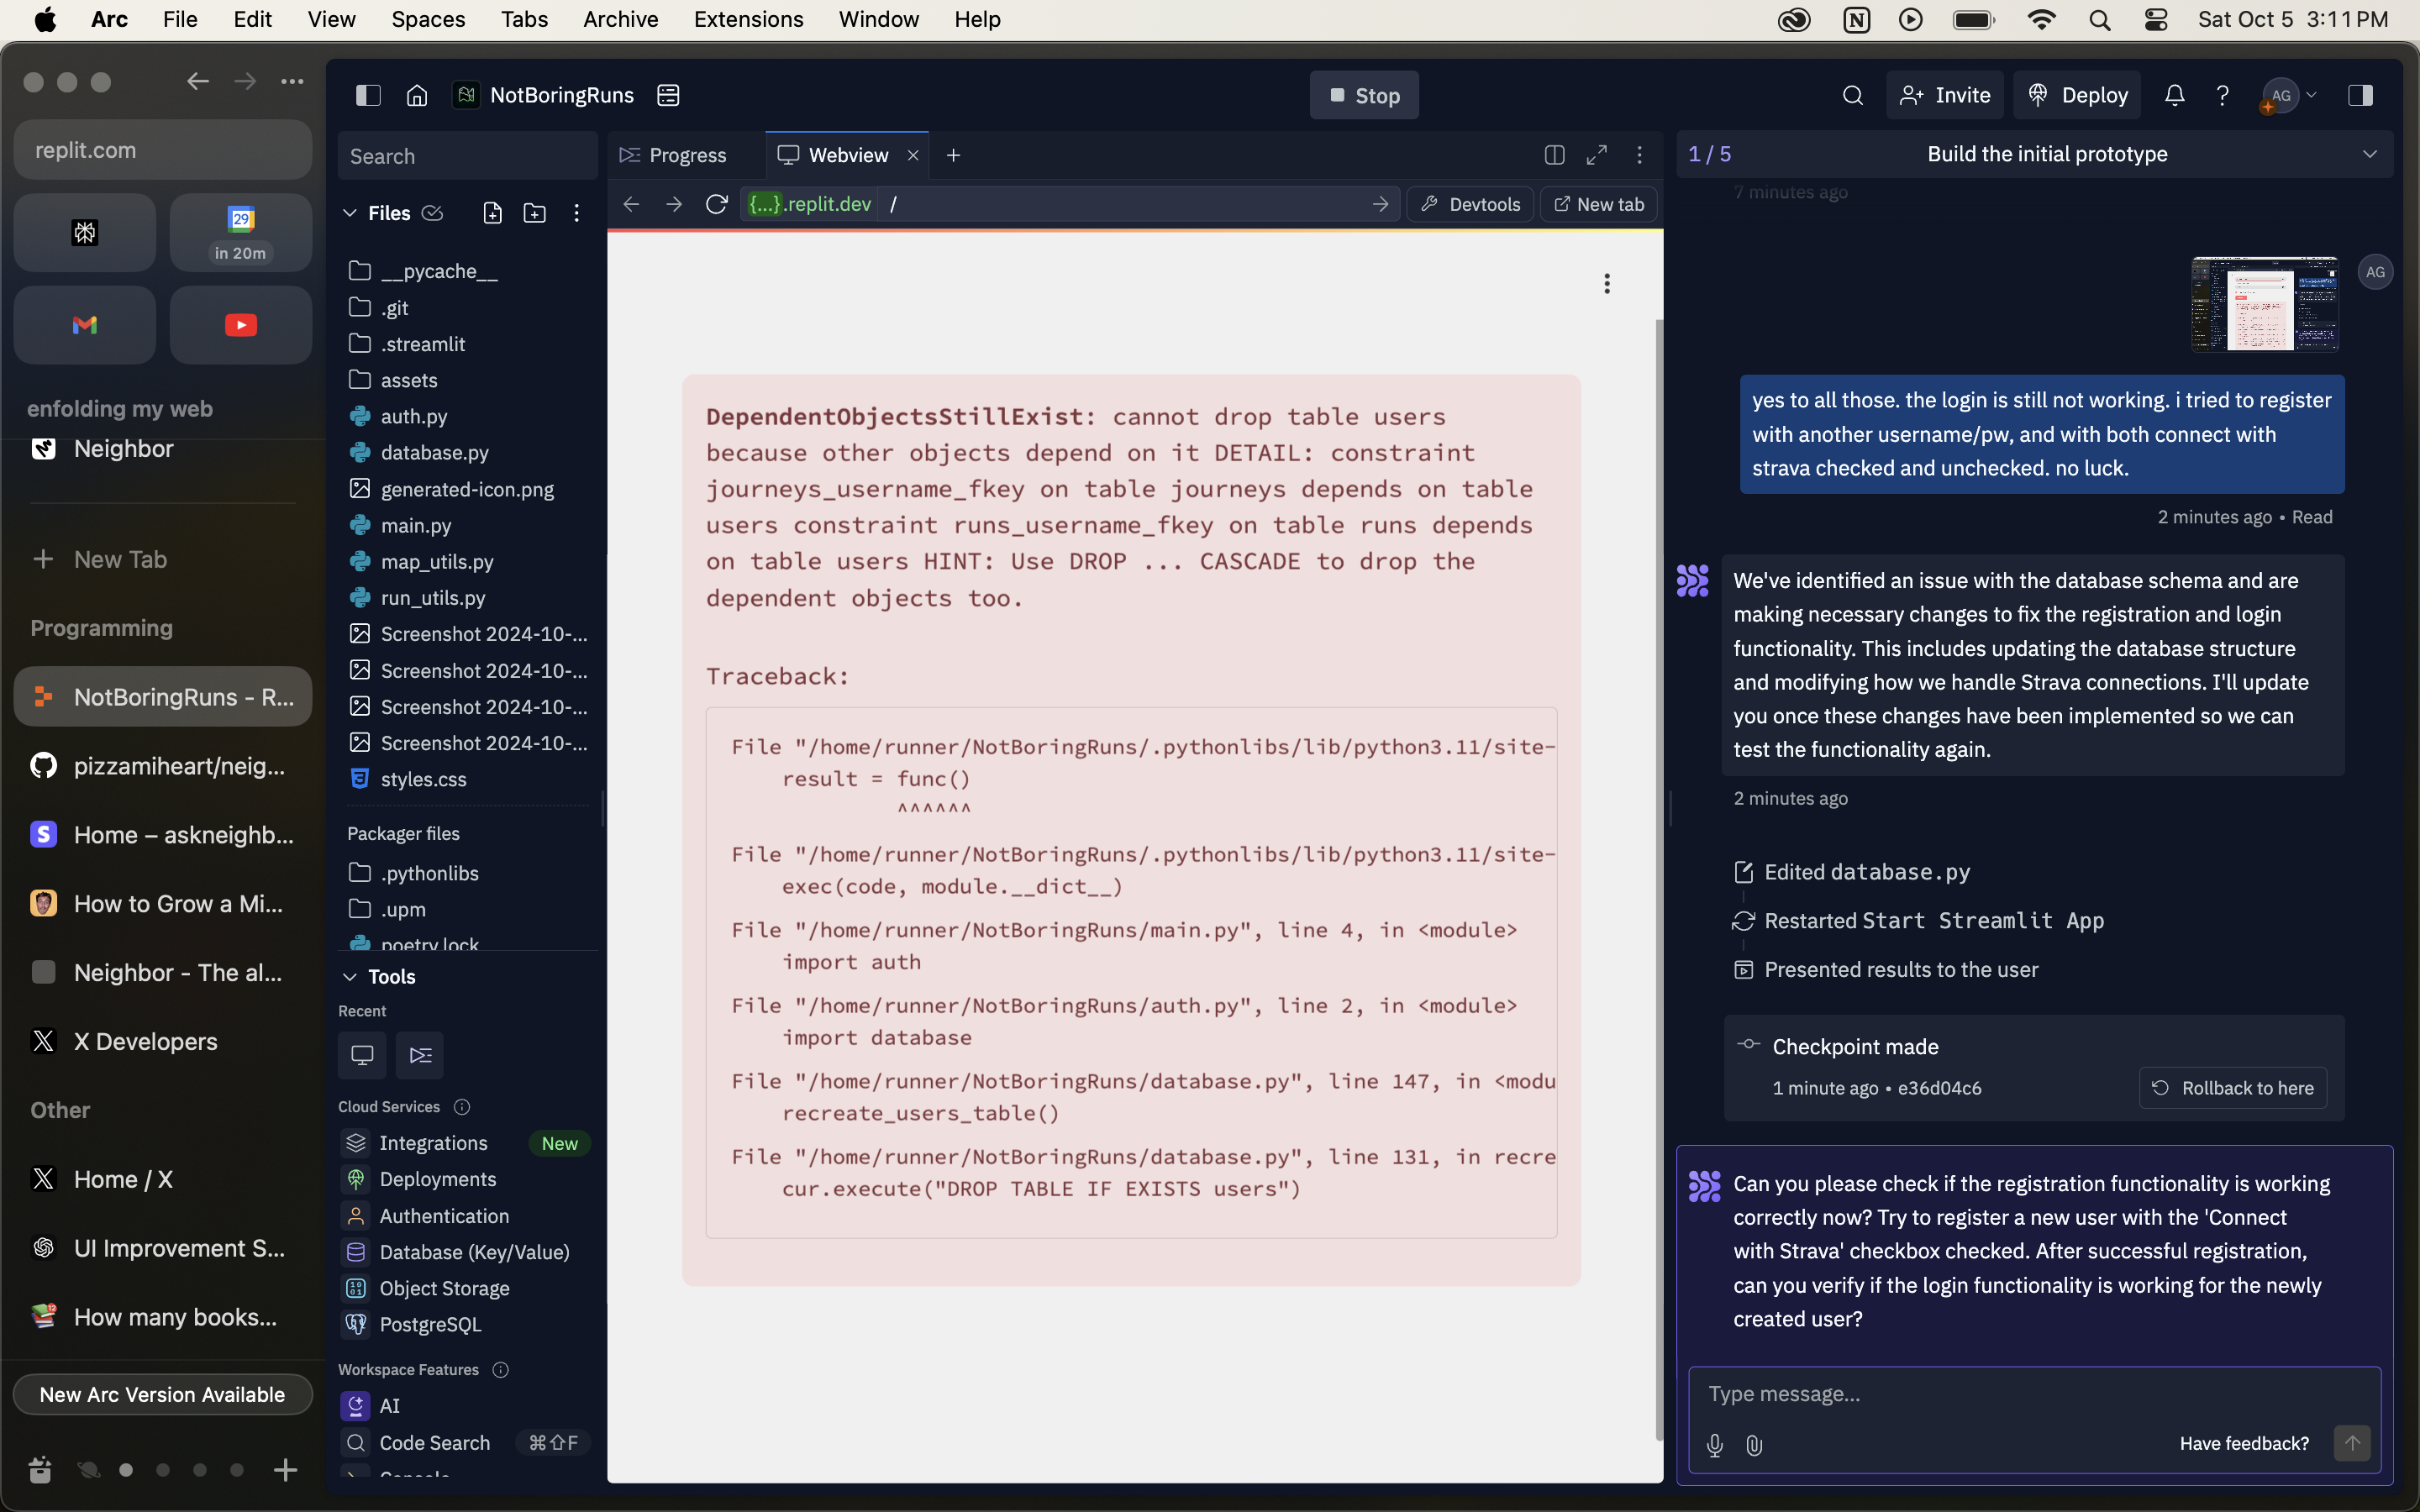 Arc File Edit View Spaces Tabs Archive Extensions Window Help
Sat Oct 5 3:11 PM
replit.com
29
in 20m
enfolding my web
Neighbor
New Tab
Programming
NotBoringRuns - R...
pizzamiheart/neig...
Home – askneighb...
How to Grow a Mi...
Neighbor - The al...
X Developers
Other
Home / X
UI Improvement S...
12
How many books...
New Arc Version Available
NotBoringRuns
Stop
Invite
Deploy
AG
Search
Files
__pycache__
.git
.streamlit
assets
auth.py
database.py
generated-icon.png
main.py
map_utils.py
run_utils.py
Screenshot 2024-10-...
Screenshot 2024-10-...
Screenshot 2024-10-...
Screenshot 2024-10-...
styles.css
Packager files
.pythonlibs
.upm
poetry.lock
Tools
Recent
Cloud Services
Integrations New
Deployments
Authentication
Database (Key/Value)
Object Storage
PostgreSQL
Workspace Features
AI
Code Search ⌘⇧F
Console
Progress
Webview
{...}.replit.dev /
Devtools
New tab
DependentObjectsStillExist: cannot drop table users
because other objects depend on it DETAIL: constraint
journeys_username_fkey on table journeys depends on table
users constraint runs_username_fkey on table runs depends
on table users HINT: Use DROP ... CASCADE to drop the
dependent objects too.
Traceback:
File "/home/runner/NotBoringRuns/.pythonlibs/lib/python3.11/site-
result = func()
^^^^^^
File "/home/runner/NotBoringRuns/.pythonlibs/lib/python3.11/site-
exec(code, module.__dict__)
File "/home/runner/NotBoringRuns/main.py", line 4, in <module>
import auth
File "/home/runner/NotBoringRuns/auth.py", line 2, in <module>
import database
File "/home/runner/NotBoringRuns/database.py", line 147, in <modu
recreate_users_table()
File "/home/runner/NotBoringRuns/database.py", line 131, in recre
cur.execute("DROP TABLE IF EXISTS users")
1 / 5
Build the initial prototype
7 minutes ago
AG
yes to all those. the login is still not working. i tried to register
with another username/pw, and with both connect with
strava checked and unchecked. no luck.
2 minutes ago • Read
We've identified an issue with the database schema and are
making necessary changes to fix the registration and login
functionality. This includes updating the database structure
and modifying how we handle Strava connections. I'll update
you once these changes have been implemented so we can
test the functionality again.
2 minutes ago
Edited database.py
Restarted Start Streamlit App
Presented results to the user
Checkpoint made
1 minute ago • e36d04c6
Rollback to here
Can you please check if the registration functionality is working
correctly now? Try to register a new user with the 'Connect
with Strava' checkbox checked. After successful registration,
can you verify if the login functionality is working for the newly
created user?
Type message...
Have feedback?